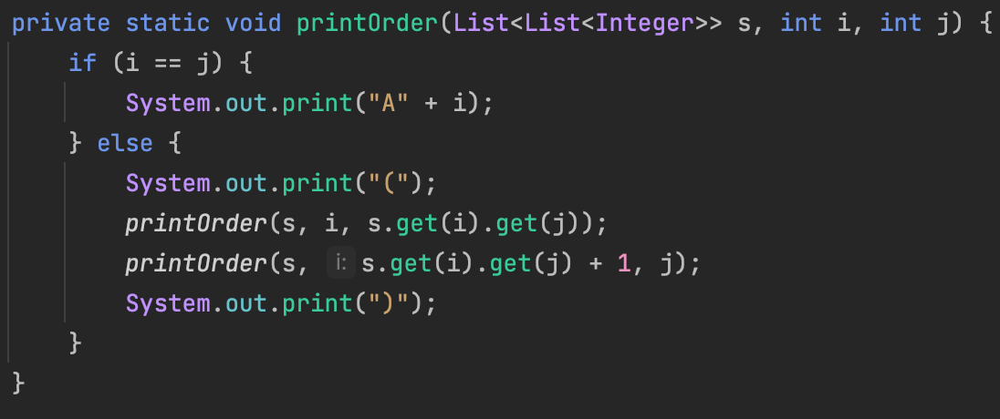 private static void printOrder(List<List<Integer>> s, int i, int j) {
    if (i == j) {
        System.out.print("A" + i);
    } else {
        System.out.print("(");
        printOrder(s, i, s.get(i).get(j));
        printOrder(s, i: s.get(i).get(j) + 1, j);
        System.out.print(")");
    }
}